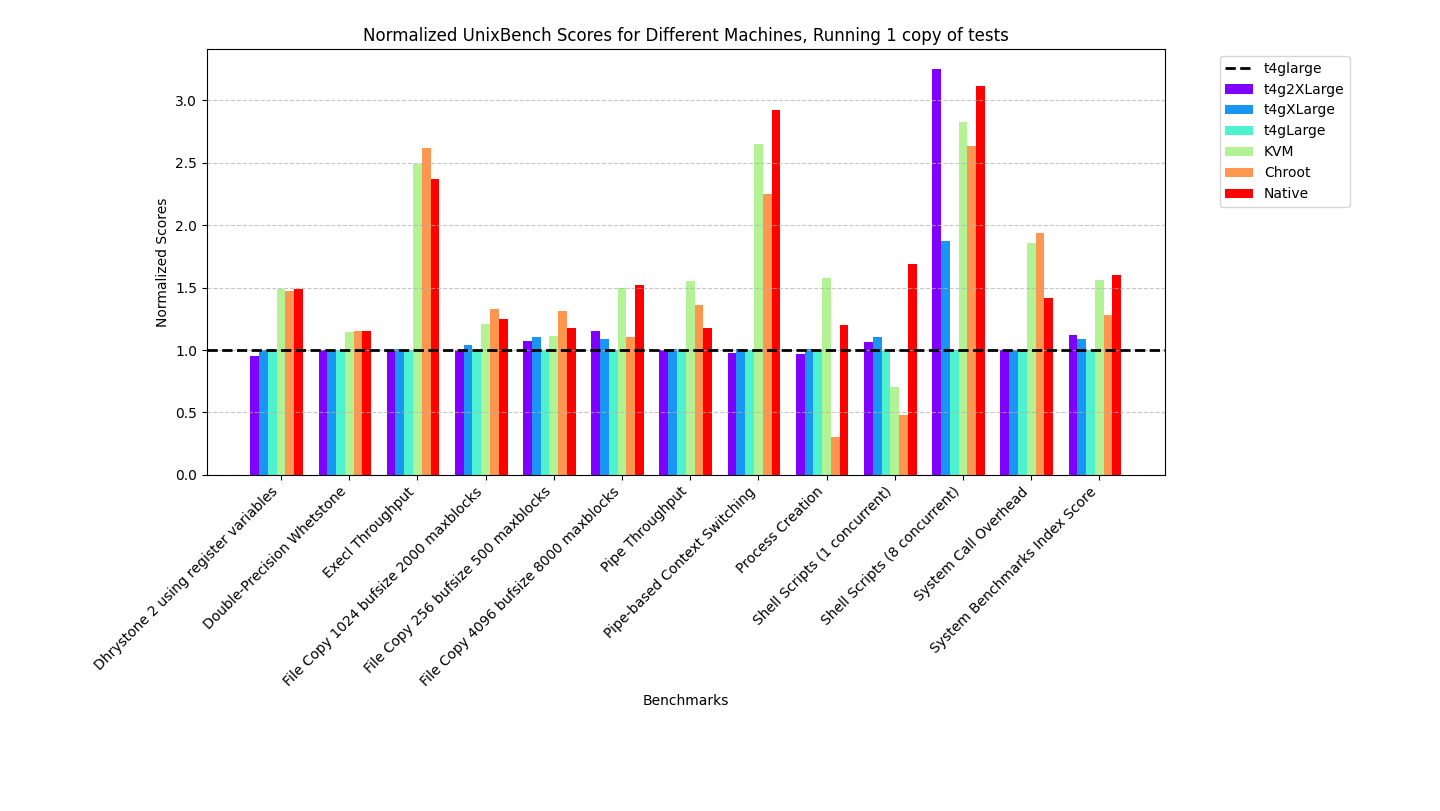 Normalized UnixBench Scores for Different Machines, Running 1 copy of tests
t4glarge
t4g2XLarge
t4gXLarge
t4gLarge
KVM
Chroot
Native
Normalized Scores
3.0
2.5
2.0
1.5
1.0
0.5
0.0
Dhrystone 2 using register variables
Double-Precision Whetstone
Execl Throughput
File Copy 1024 bufsize 2000 maxblocks
File Copy 256 bufsize 500 maxblocks
File Copy 4096 bufsize 8000 maxblocks
Pipe Throughput
Pipe-based Context Switching
Process Creation
Shell Scripts (1 concurrent)
Shell Scripts (8 concurrent)
System Call Overhead
System Benchmarks Index Score
Benchmarks